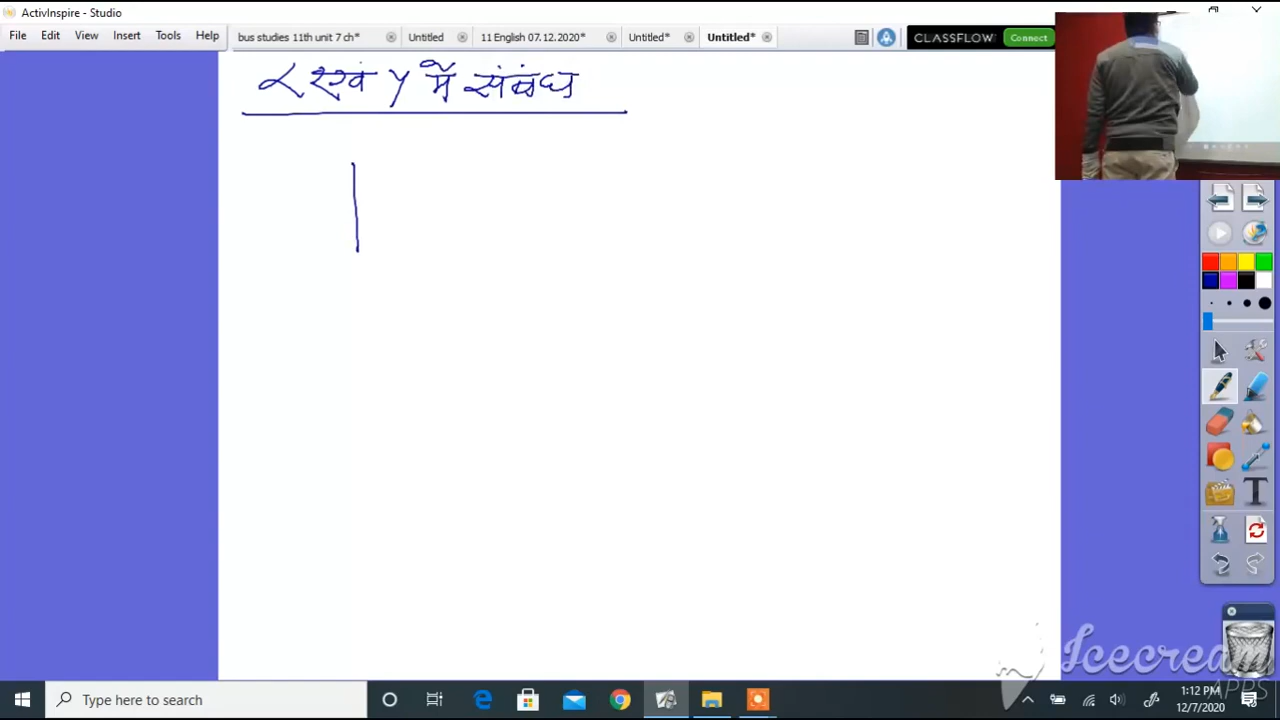 ActivInspire - Studio
File Edit View Insert Tools Help
bus studies 11th unit 7 ch* Untitled 11 English 07.12.2020* Untitled* Untitled*
CLASSFLOW Connect
α एवं γ में संबंध
T
Icecream
APPS
Type here to search
1:12 PM
12/7/2020